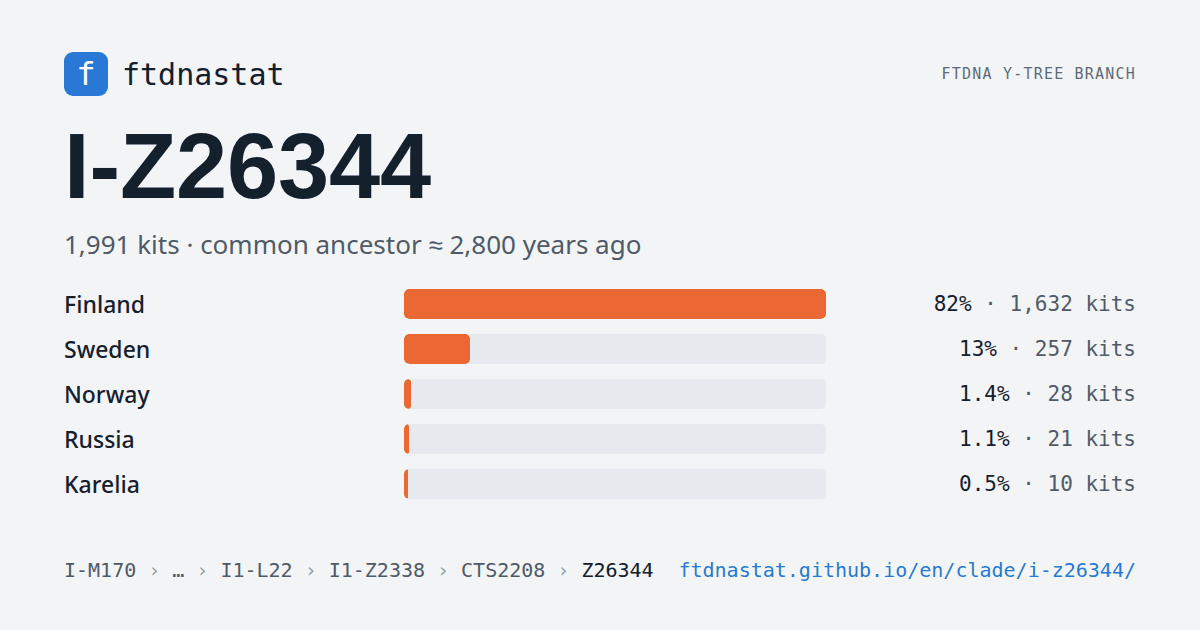 f ftdnastat
FTDNA Y-TREE BRANCH
I-Z26344
1,991 kits · common ancestor ≈ 2,800 years ago
Finland 82% · 1,632 kits
Sweden 13% · 257 kits
Norway 1.4% · 28 kits
Russia 1.1% · 21 kits
Karelia 0.5% · 10 kits
I-M170 › … › I1-L22 › I1-Z2338 › CTS2208 › Z26344 ftdnastat.github.io/en/clade/i-z26344/